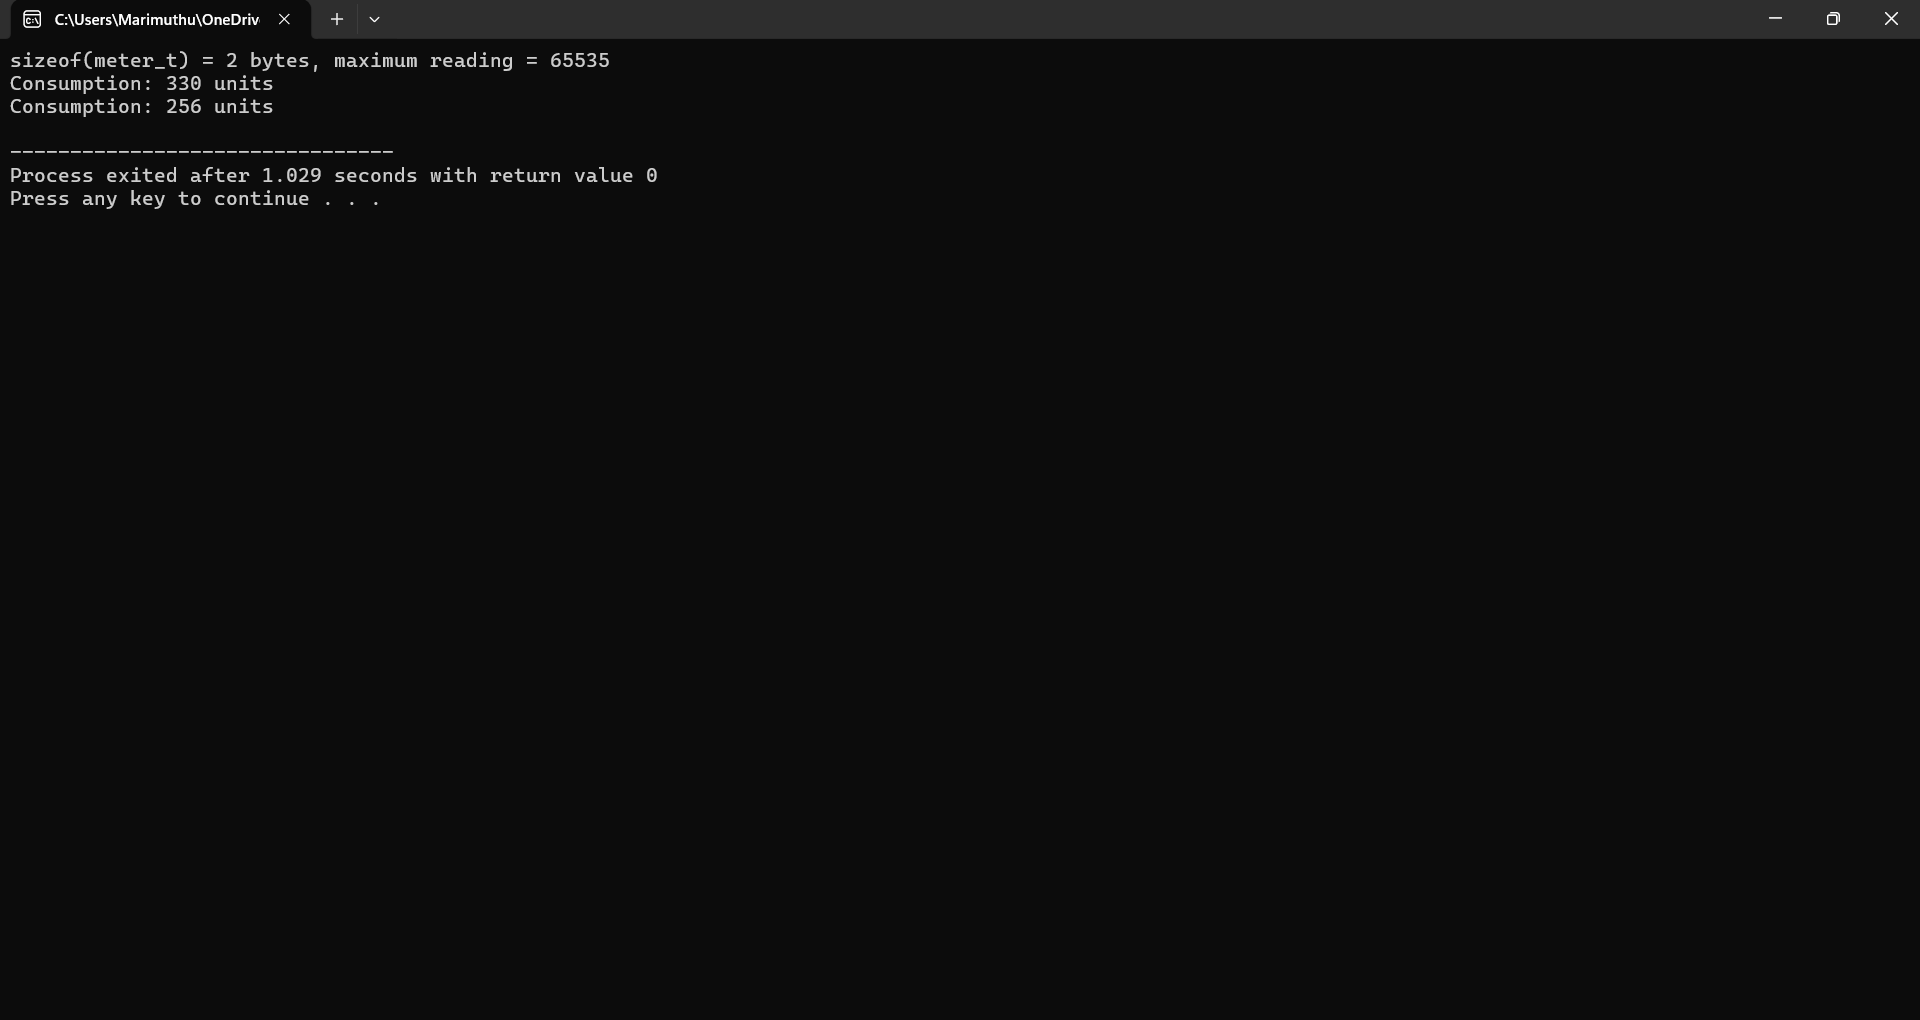 C:\Users\Marimuthu\OneDriv
sizeof(meter_t) = 2 bytes, maximum reading = 65535
Consumption: 330 units
Consumption: 256 units
--------------------------------
Process exited after 1.029 seconds with return value 0
Press any key to continue . . .